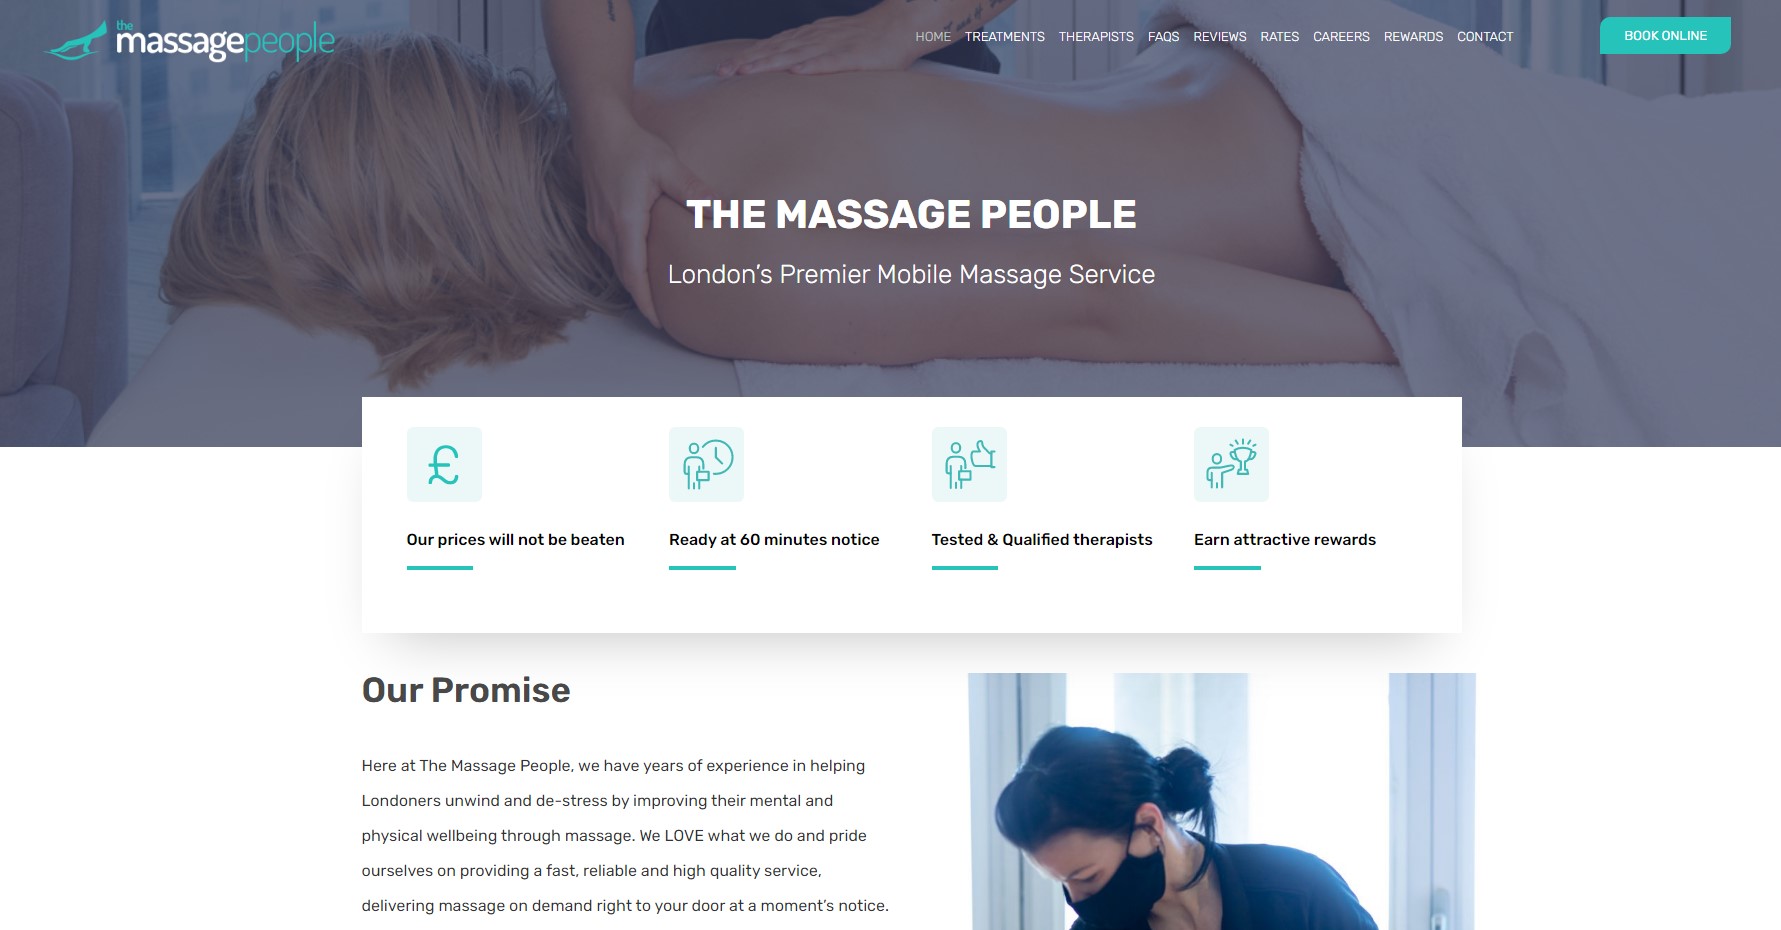 the
massagepeople
HOME TREATMENTS THERAPISTS FAQS REVIEWS RATES CAREERS REWARDS CONTACT
BOOK ONLINE
THE MASSAGE PEOPLE
London's Premier Mobile Massage Service
£
Our prices will not be beaten
Ready at 60 minutes notice
Tested & Qualified therapists
Earn attractive rewards
Our Promise
Here at The Massage People, we have years of experience in helping
Londoners unwind and de-stress by improving their mental and
physical wellbeing through massage. We LOVE what we do and pride
ourselves on providing a fast, reliable and high quality service,
delivering massage on demand right to your door at a moment's notice.